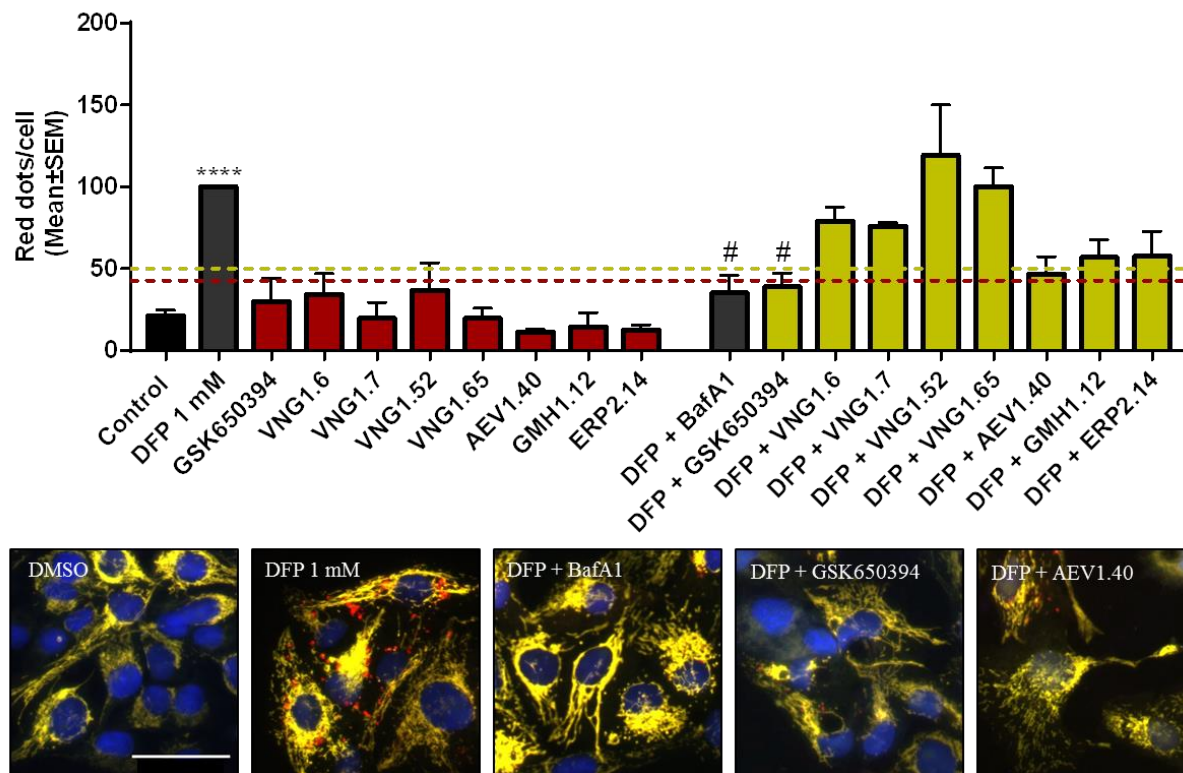 Red dots/cell
(Mean±SEM)
200
150
100
50
0
****
#
#
Control
DFP 1 mM
GSK650394
VNG1.6
VNG1.7
VNG1.52
VNG1.65
AEV1.40
GMH1.12
ERP2.14
DFP + BafA1
DFP + GSK650394
DFP + VNG1.6
DFP + VNG1.7
DFP + VNG1.52
DFP + VNG1.65
DFP + AEV1.40
DFP + GMH1.12
DFP + ERP2.14
DMSO
DFP 1 mM
DFP + BafA1
DFP + GSK650394
DFP + AEV1.40